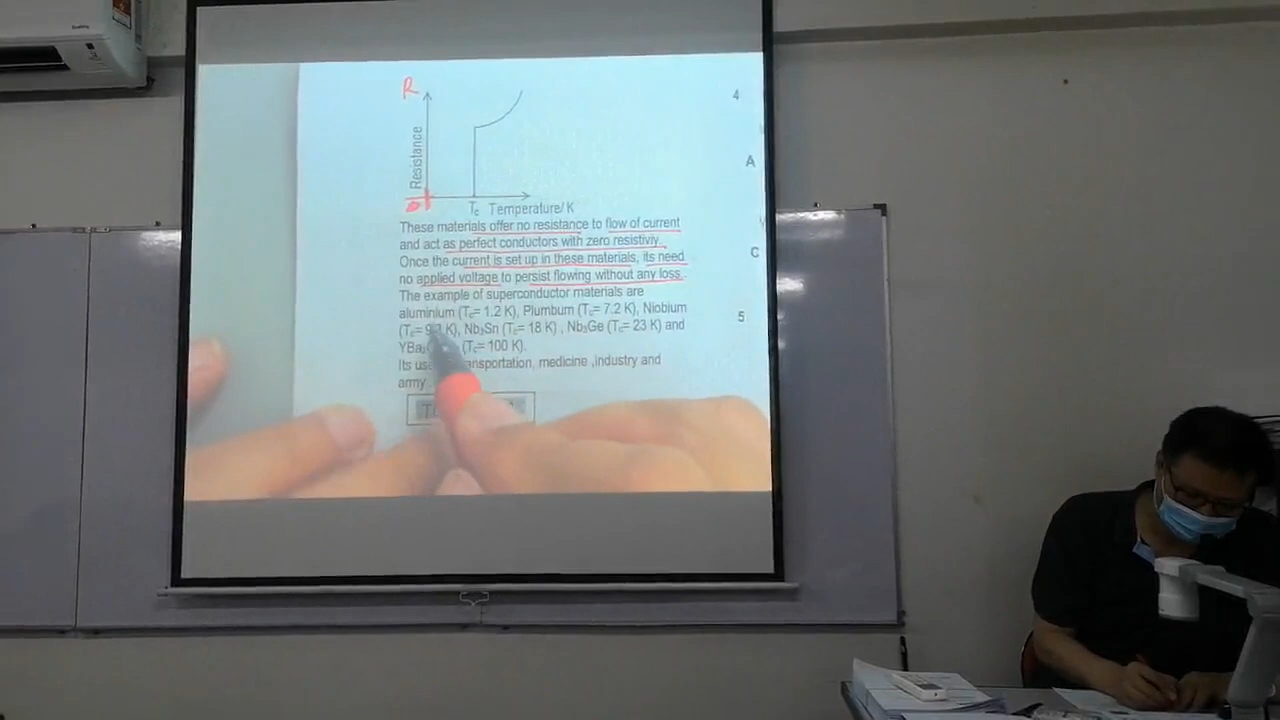 R
4
Resistance
A
0
Tc Temperature/ K
These materials offer no resistance to flow of current
and act as perfect conductors with zero resistiviy
C
Once the current is set up in these materials, its need
no applied voltage to persist flowing without any loss.
The example of superconductor materials are
aluminium (Tc= 1.2 K), Plumbum (Tc= 7.2 K), Niobium
5
K), Nb3Sn (Tc= 18 K) , Nb3Ge (Tc= 23 K) and
(Tc= 100 K).
Its transportation, medicine ,industry and
army.